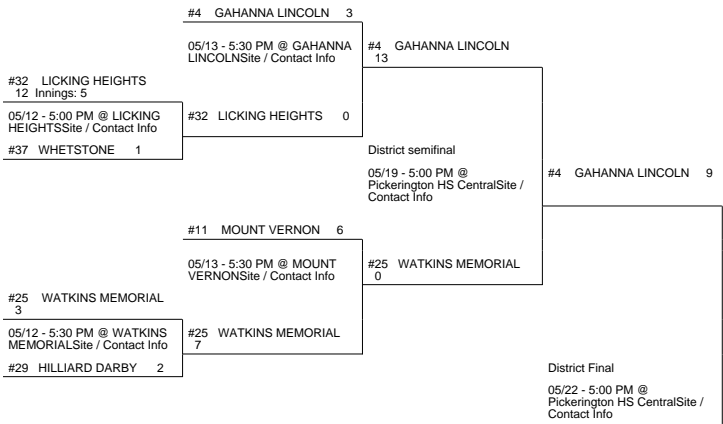 #4 GAHANNA LINCOLN 3
05/13 - 5:30 PM @ GAHANNA
LINCOLNSite / Contact Info
#4 GAHANNA LINCOLN
13
#32 LICKING HEIGHTS
12 Innings: 5
05/12 - 5:00 PM @ LICKING
HEIGHTSSite / Contact Info
#32 LICKING HEIGHTS 0
#37 WHETSTONE 1
District semifinal
05/19 - 5:00 PM @
Pickerington HS CentralSite /
Contact Info
#4 GAHANNA LINCOLN 9
#11 MOUNT VERNON 6
05/13 - 5:30 PM @ MOUNT
VERNONSite / Contact Info
#25 WATKINS MEMORIAL
0
#25 WATKINS MEMORIAL
3
05/12 - 5:30 PM @ WATKINS
MEMORIALSite / Contact Info
#25 WATKINS MEMORIAL
7
#29 HILLIARD DARBY 2
District Final
05/22 - 5:00 PM @
Pickerington HS CentralSite /
Contact Info